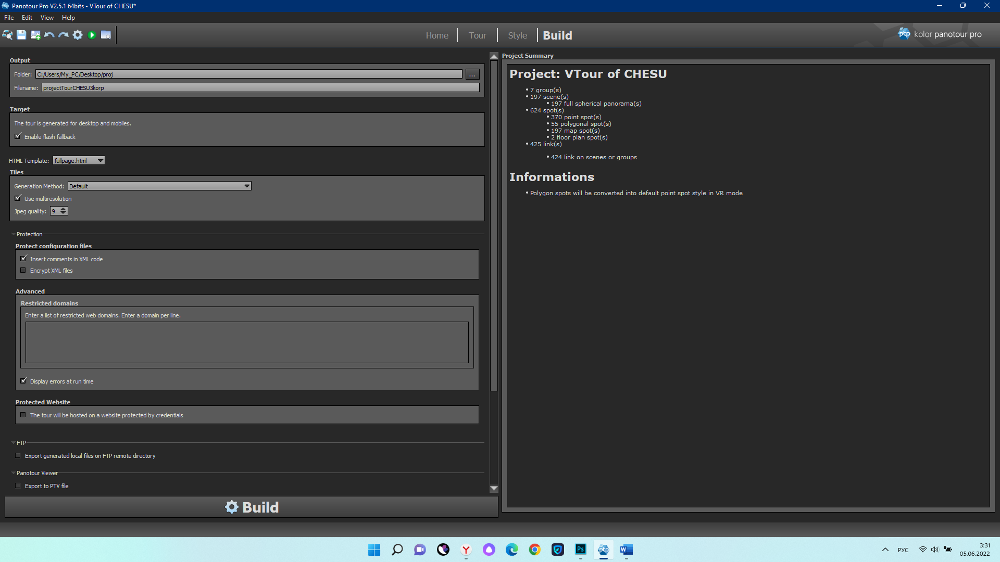 Panotour Pro V2.5.1 64bits - VTour of CHESU*
File Edit View Help
Home Tour Style Build
ptp kolor panotour pro
Output
Folder: C:/Users/My_PC/Desktop/proj ...
Filename: projectTourCHESU3korp
Target
The tour is generated for desktop and mobiles.
Enable flash fallback
HTML Template: fullpage.html
Tiles
Generation Method: Default
Use multiresolution
Jpeg quality: 9
Protection
Protect configuration files
Insert comments in XML code
Encrypt XML files
Advanced
Restricted domains
Enter a list of restricted web domains. Enter a domain per line.
Display errors at run time
Protected Website
The tour will be hosted on a website protected by credentials
FTP
Export generated local files on FTP remote directory
Panotour Viewer
Export to PTV file
Build
Project Summary
Project: VTour of CHESU
• 7 group(s)
• 197 scene(s)
• 197 full spherical panorama(s)
• 624 spot(s)
• 370 point spot(s)
• 55 polygonal spot(s)
• 197 map spot(s)
• 2 floor plan spot(s)
• 425 link(s)
• 424 link on scenes or groups
Informations
• Polygon spots will be converted into default point spot style in VR mode
Y Ps ptp W
РУС
3:31
05.06.2022